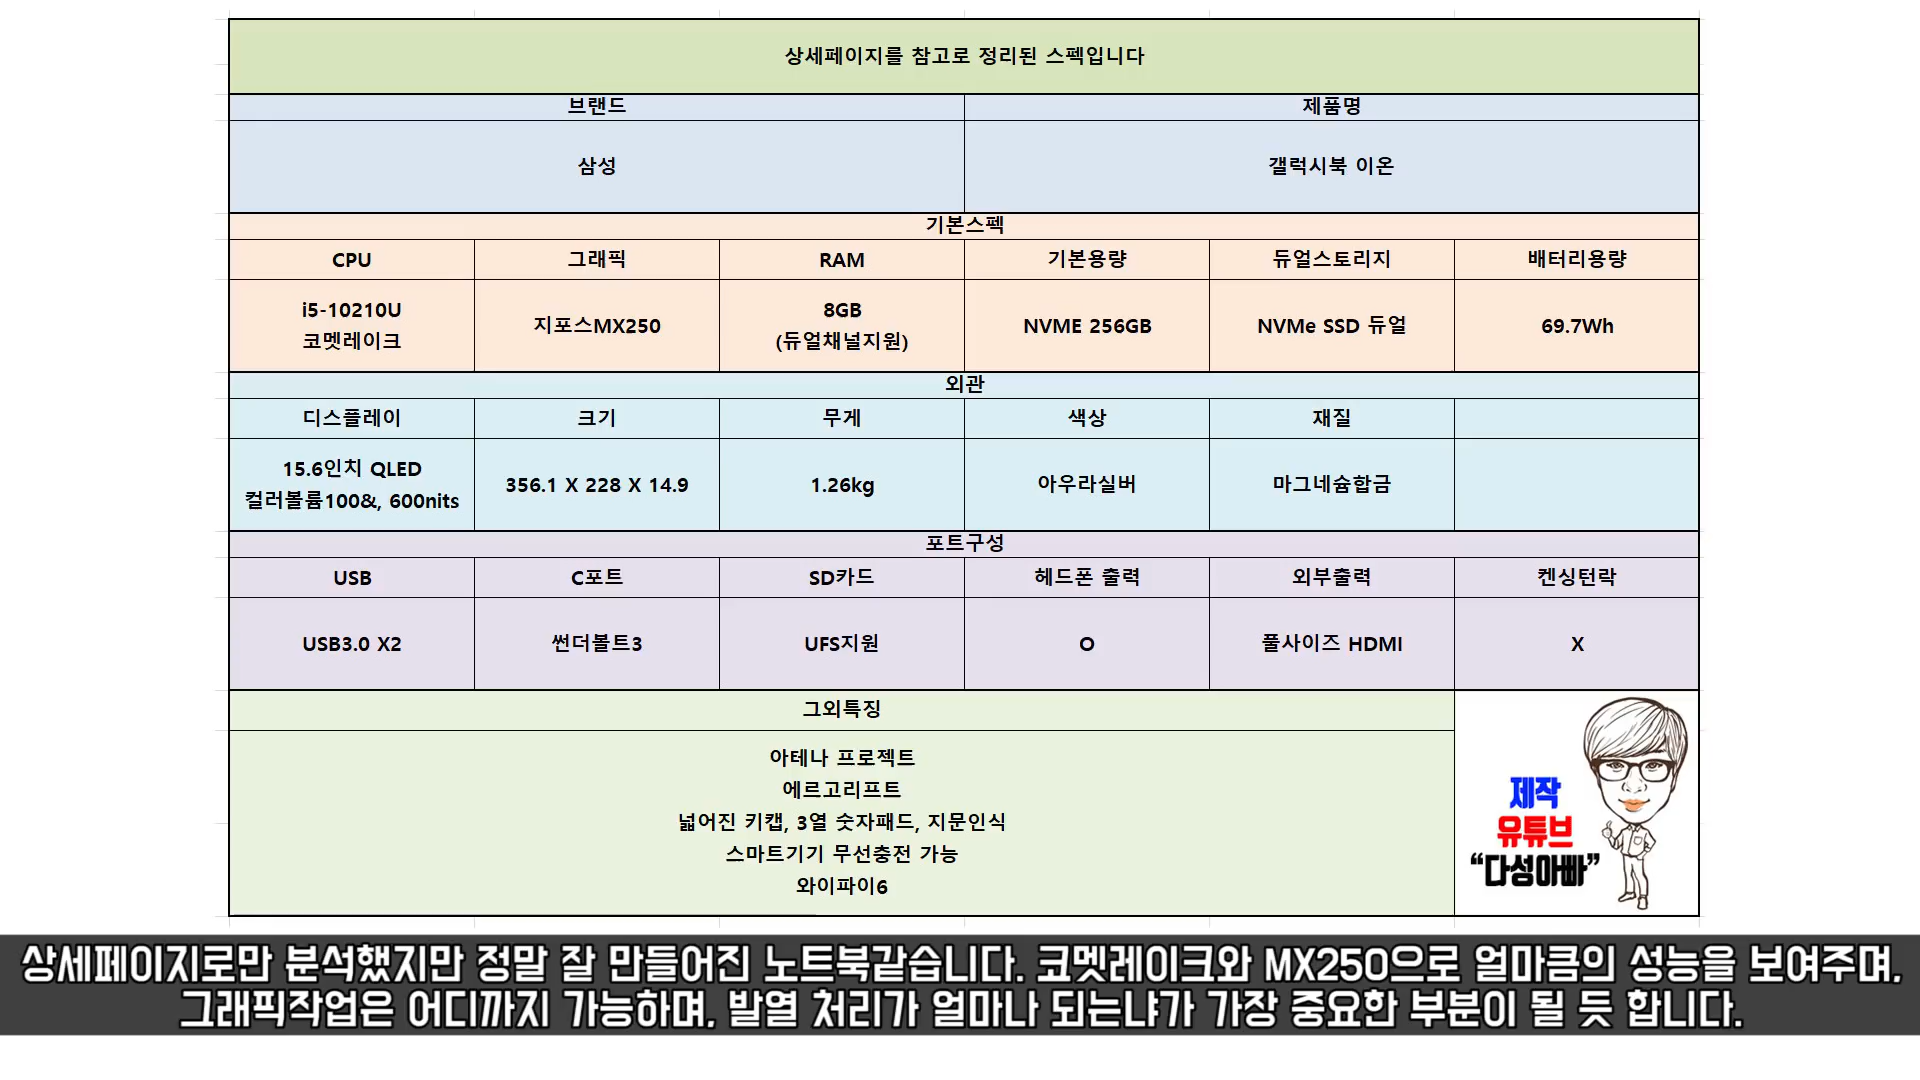 상세페이지를 참고로 정리된 스펙입니다
브랜드 제품명
삼성 갤럭시북 이온
기본스펙
CPU 그래픽 RAM 기본용량 듀얼스토리지 배터리용량
i5-10210U
코멧레이크
지포스MX250
8GB
(듀얼채널지원)
NVME 256GB
NVMe SSD 듀얼
69.7Wh
외관
디스플레이 크기 무게 색상 재질
15.6인치 QLED
컬러볼륨100&, 600nits
356.1 X 228 X 14.9
1.26kg
아우라실버
마그네슘합금
포트구성
USB C포트 SD카드 헤드폰 출력 외부출력 켄싱턴락
USB3.0 X2 썬더볼트3 UFS지원 O 풀사이즈 HDMI X
그외특징
아테나 프로젝트
에르고리프트
넓어진 키캡, 3열 숫자패드, 지문인식
스마트기기 무선충전 가능
와이파이6
제작
유튜브
“다성아빠”
상세페이지로만 분석했지만 정말 잘 만들어진 노트북같습니다. 코멧레이크와 MX250으로 얼마큼의 성능을 보여주며,
그래픽작업은 어디까지 가능하며, 발열 처리가 얼마나 되는냐가 가장 중요한 부분이 될 듯 합니다.